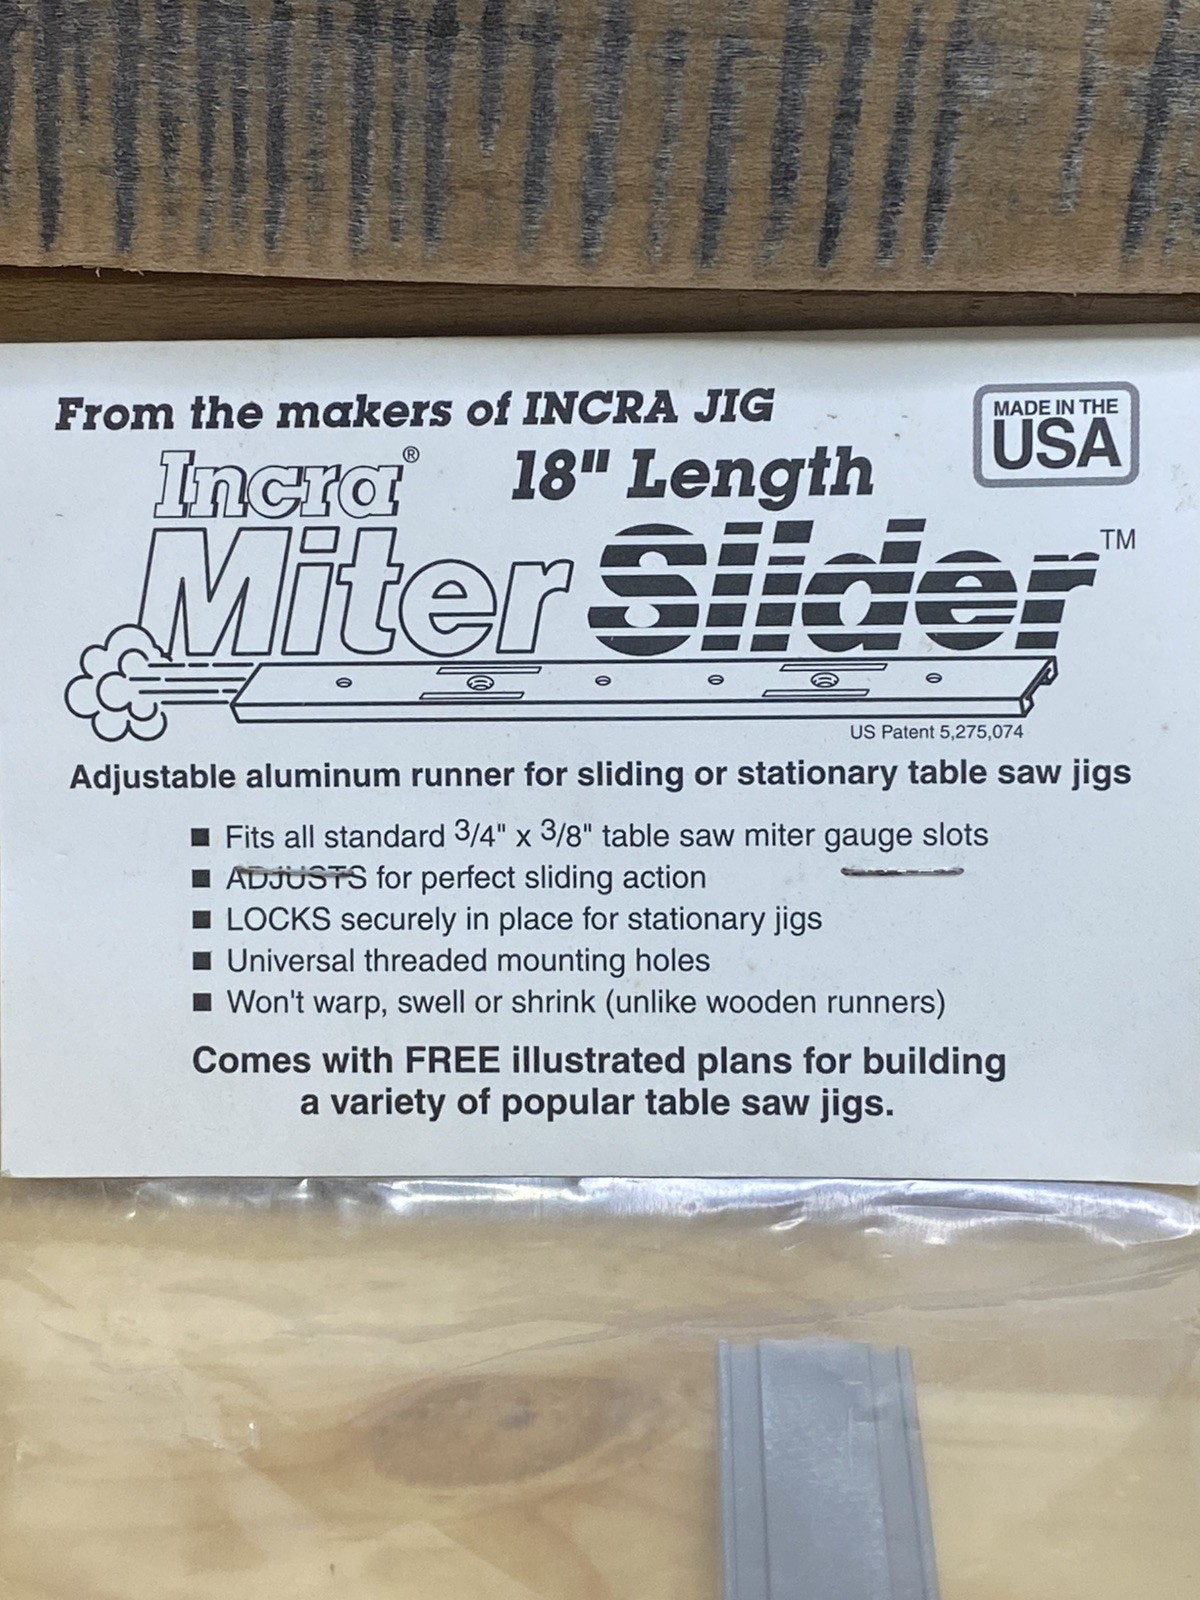 From the makers of INCRA JIG
MADE IN THE
USA
Incra® 18" Length
Miter Slider™
US Patent 5,275,074
Adjustable aluminum runner for sliding or stationary table saw jigs
■ Fits all standard 3/4" x 3/8" table saw miter gauge slots
■ ADJUSTS for perfect sliding action
■ LOCKS securely in place for stationary jigs
■ Universal threaded mounting holes
■ Won't warp, swell or shrink (unlike wooden runners)
Comes with FREE illustrated plans for building
a variety of popular table saw jigs.